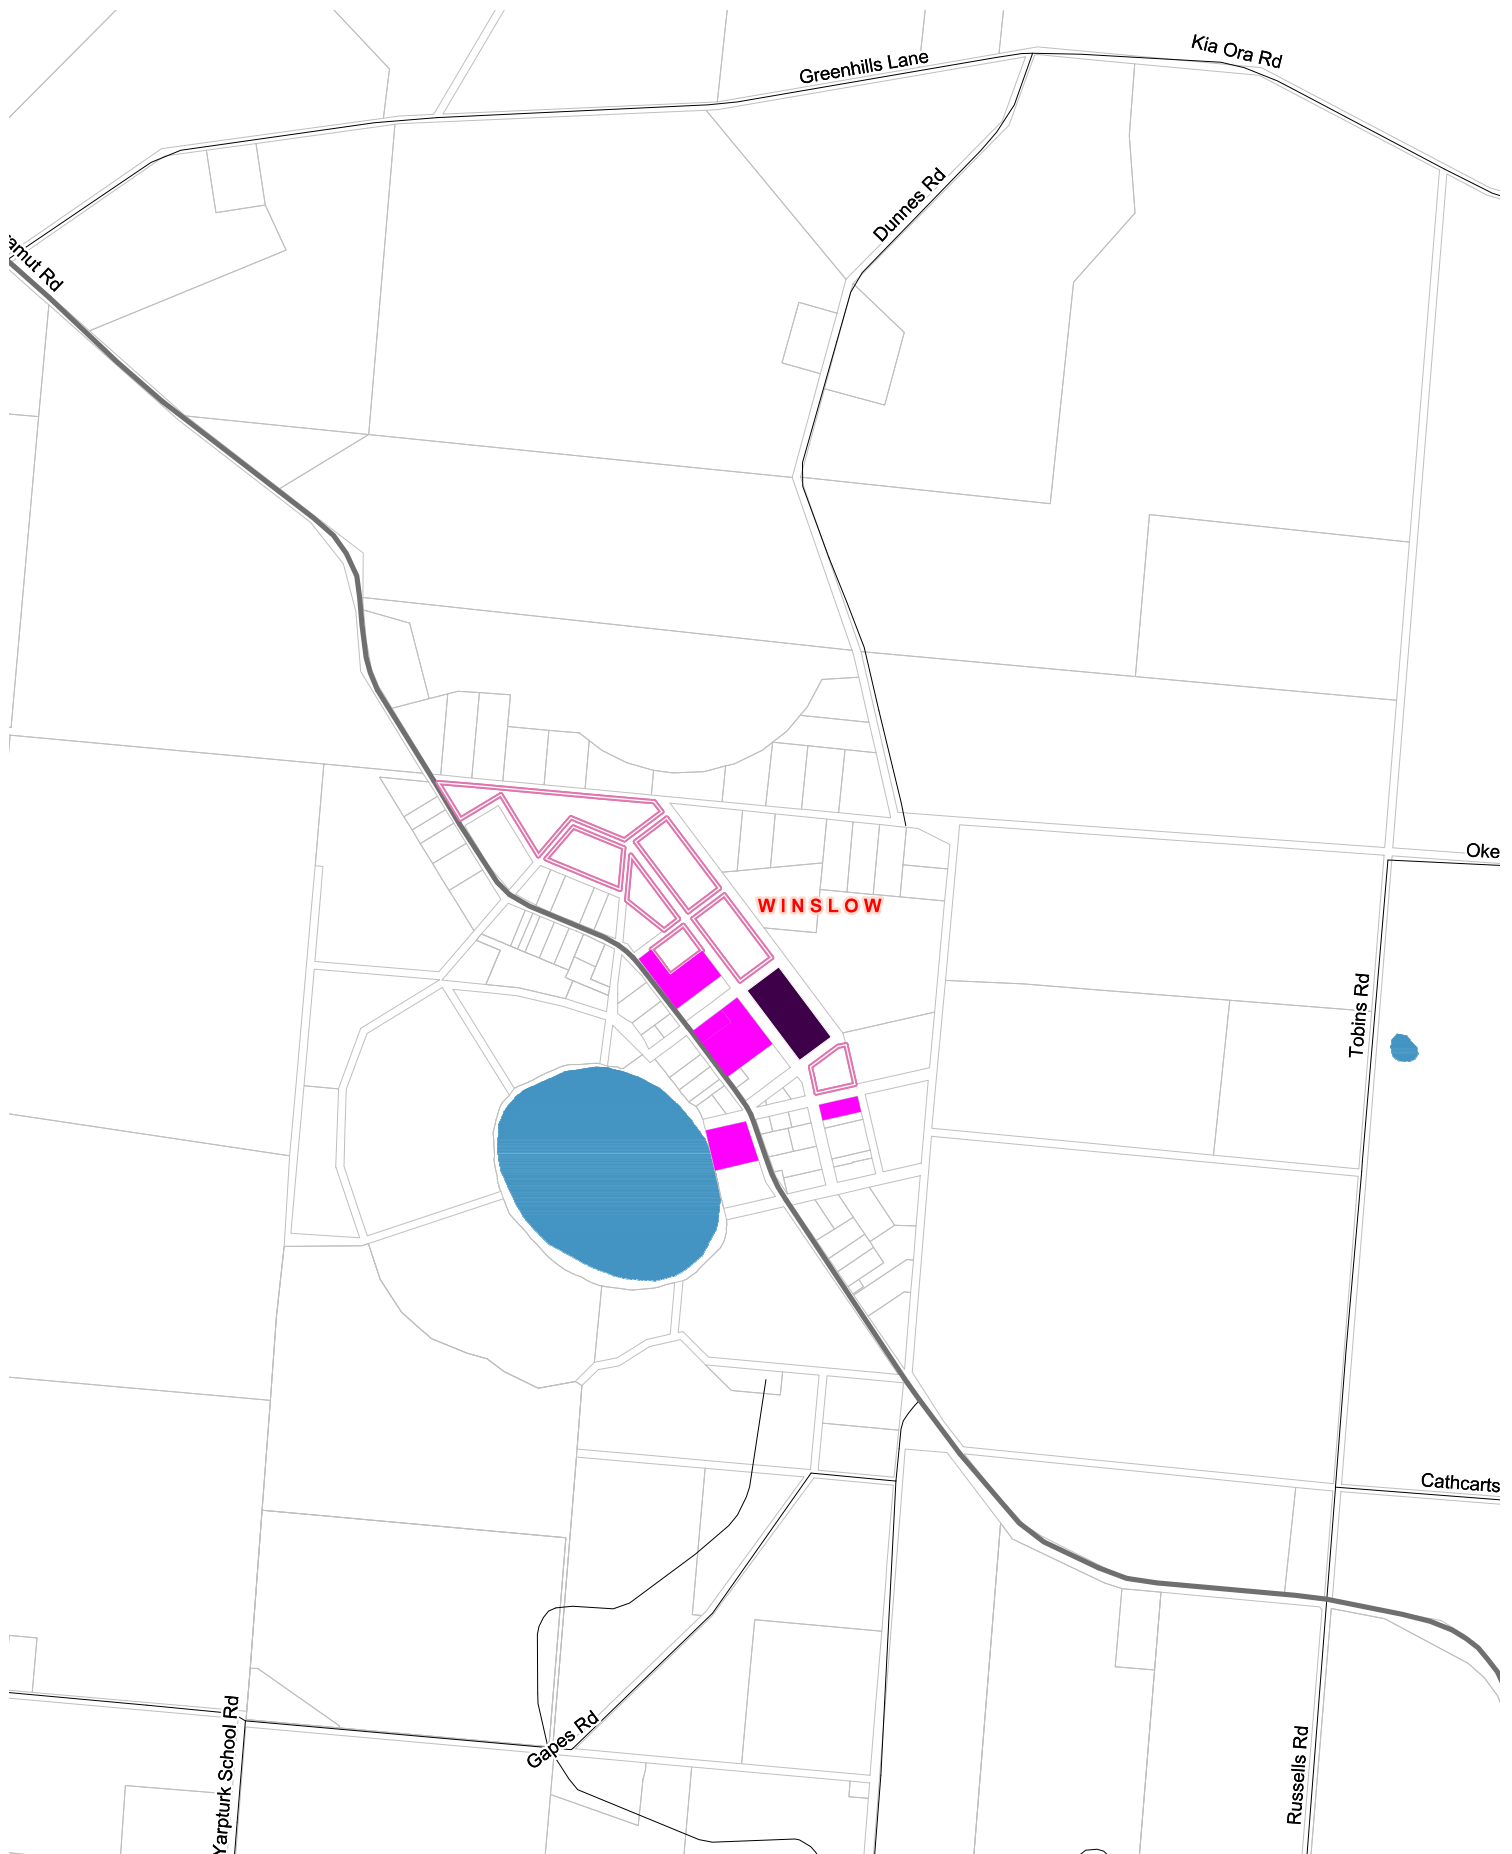 Kia Ora Rd
Greenhills Lane
Dunnes Rd
amut Rd
Oke
WINSLOW
Tobins Rd
Cathcarts
Yarpturk School Rd
Gapes Rd
Russells Rd